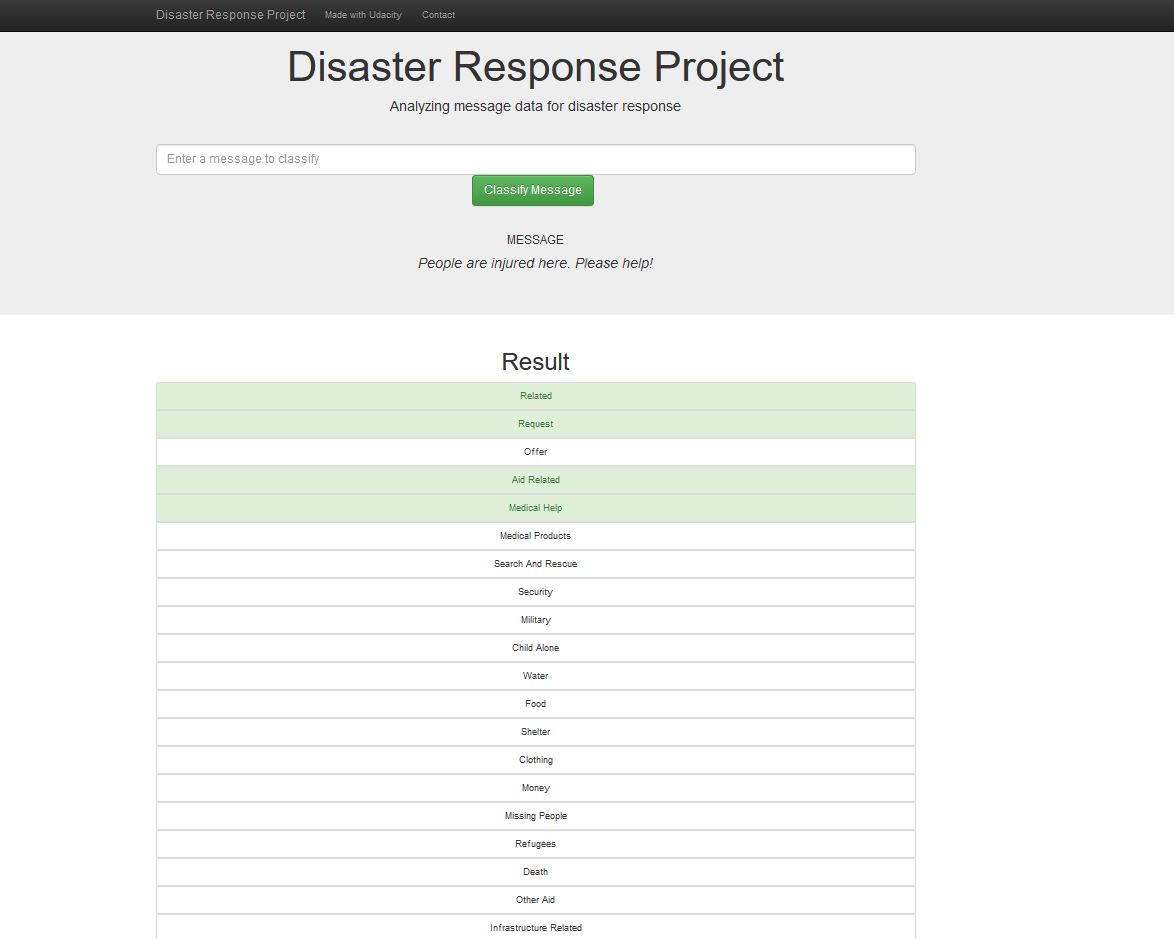 Disaster Response Project Made with Udacity Contact
Disaster Response Project
Analyzing message data for disaster response
Enter a message to classify
Classify Message
MESSAGE
People are injured here. Please help!
Result
Related
Request
Offer
Aid Related
Medical Help
Medical Products
Search And Rescue
Security
Military
Child Alone
Water
Food
Shelter
Clothing
Money
Missing People
Refugees
Death
Other Aid
Infrastructure Related